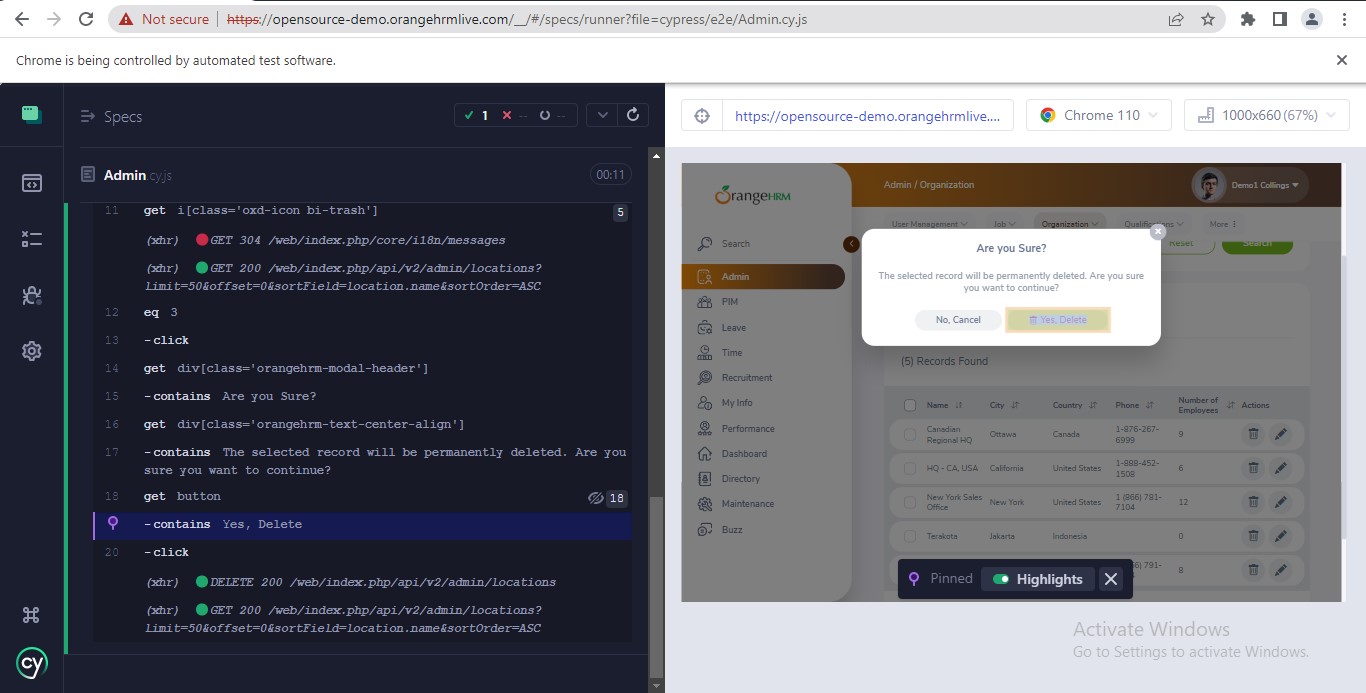 Not secure
https://opensource-demo.orangehrmlive.com/__/#/specs/runner?file=cypress/e2e/Admin.cy.js
Chrome is being controlled by automated test software.
Specs
1
--
--
Admin.cy.js
00:11
11 get i[class='oxd-icon bi-trash'] 5
(xhr) GET 304 /web/index.php/core/i18n/messages
(xhr) GET 200 /web/index.php/api/v2/admin/locations?
limit=50&offset=0&sortField=location.name&sortOrder=ASC
12 eq 3
13 -click
14 get div[class='orangehrm-modal-header']
15 -contains Are you Sure?
16 get div[class='orangehrm-text-center-align']
17 -contains The selected record will be permanently deleted. Are you
sure you want to continue?
18 get button 18
-contains Yes, Delete
20 -click
(xhr) DELETE 200 /web/index.php/api/v2/admin/locations
(xhr) GET 200 /web/index.php/api/v2/admin/locations?
limit=50&offset=0&sortField=location.name&sortOrder=ASC
cy
https://opensource-demo.orangehrmlive....
Chrome 110
1000x660 (67%)
OrangeHRM
Search
Admin
PIM
Leave
Time
Recruitment
My Info
Performance
Dashboard
Directory
Maintenance
Buzz
Admin / Organization
Demo1 Collings
User Management
Job
Organization
Qualifications
More
Reset
Search
Are you Sure?
The selected record will be permanently deleted. Are you sure
you want to continue?
No, Cancel
Yes, Delete
(5) Records Found
Name City Country Phone Number of Employees Actions
Canadian Regional HQ Ottawa Canada 1-876-267-6999 9
HQ - CA, USA California United States 1-888-452-1508 6
New York Sales Office New York United States 1 (866) 781-7104 12
Terakota Jakarta Indonesia 0
791- 8
Pinned
Highlights
Activate Windows
Go to Settings to activate Windows.